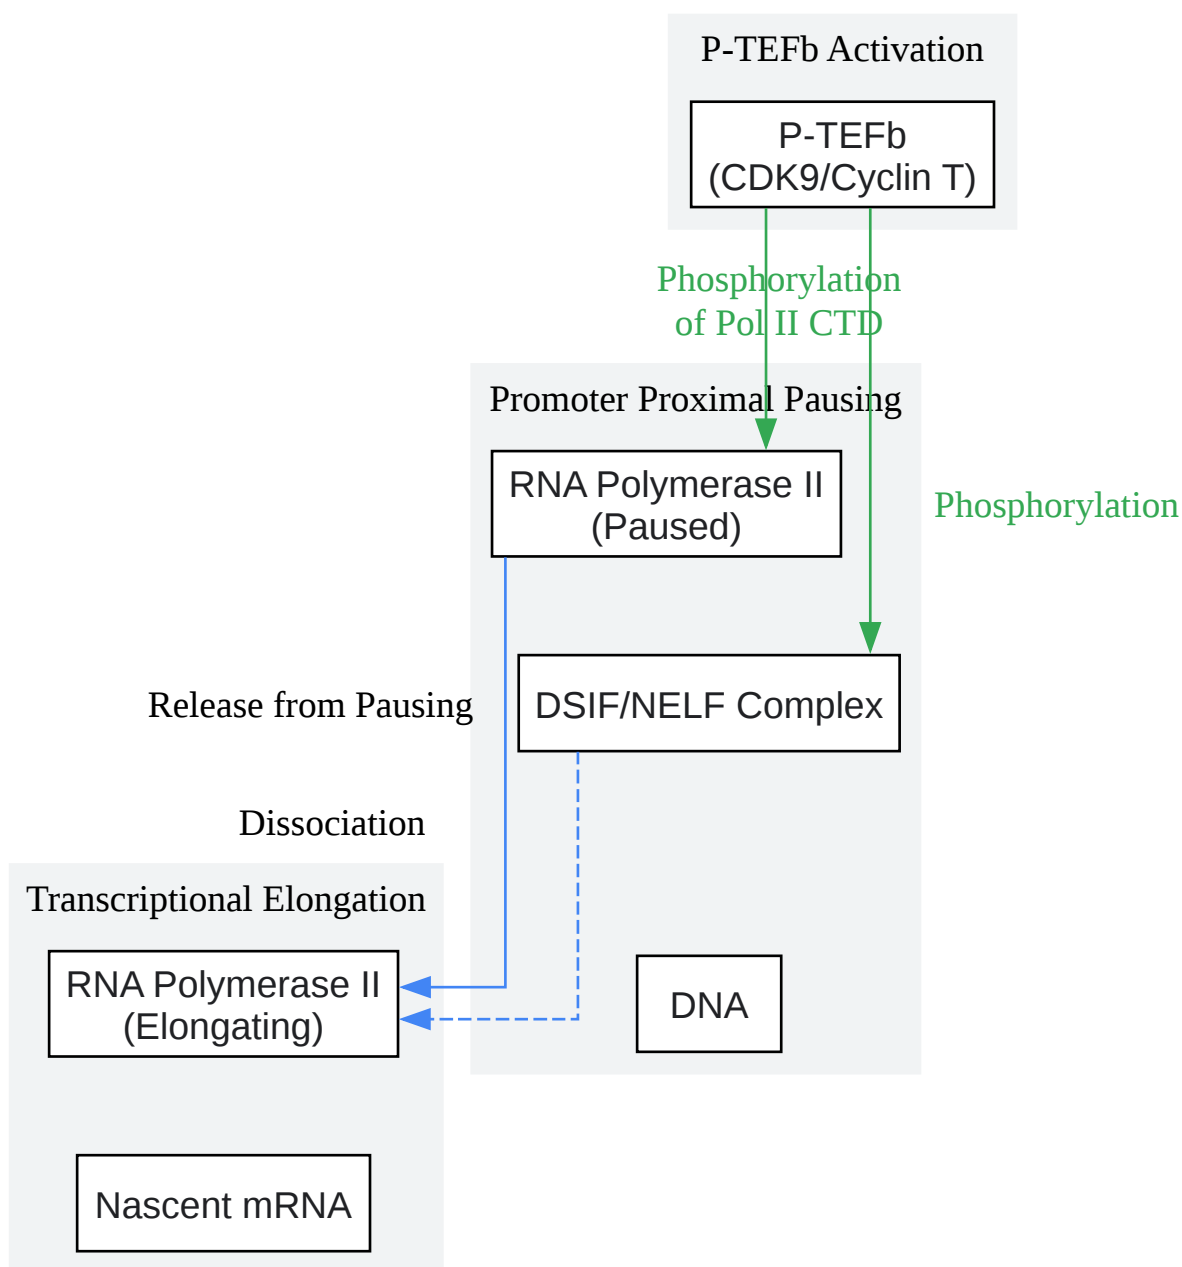 P-TEFb Activation
P-TEFb
(CDK9/Cyclin T)
Phosphorylation
of Pol II CTD
Promoter Proximal Pausing
RNA Polymerase II
(Paused)
Phosphorylation
DSIF/NELF Complex
Release from Pausing
Dissociation
Transcriptional Elongation
RNA Polymerase II
(Elongating)
DNA
Nascent mRNA